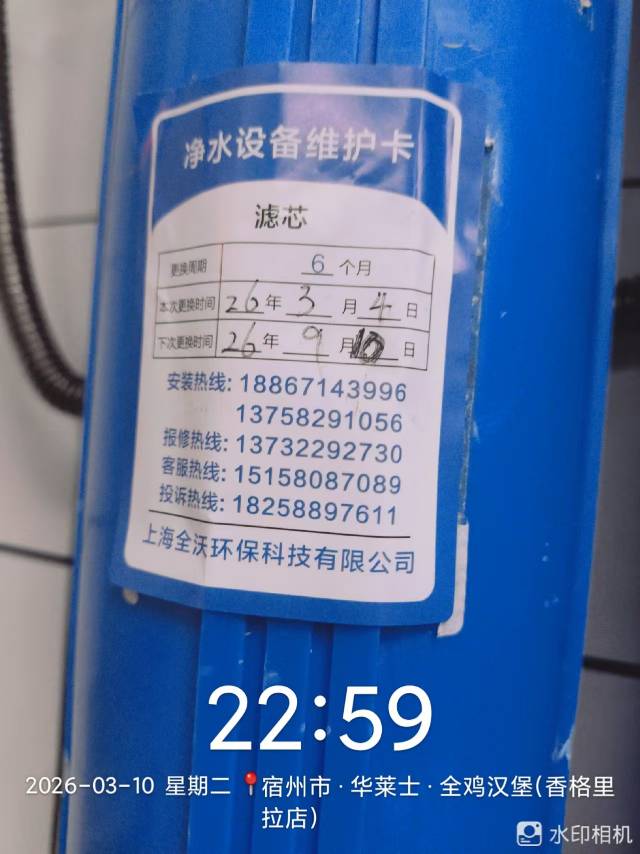 净水设备维护卡
滤芯
更换周期 6 个月
本次更换时间 26 年 3 月 4 日
下次更换时间 26 年 9 月 10 日
安装热线: 18867143996
13758291056
报修热线: 13732292730
客服热线: 15158087089
投诉热线: 18258897611
上海全沃环保科技有限公司
22:59
2026-03-10 星期二 📍宿州市·华莱士·全鸡汉堡(香格里
拉店)
水印相机